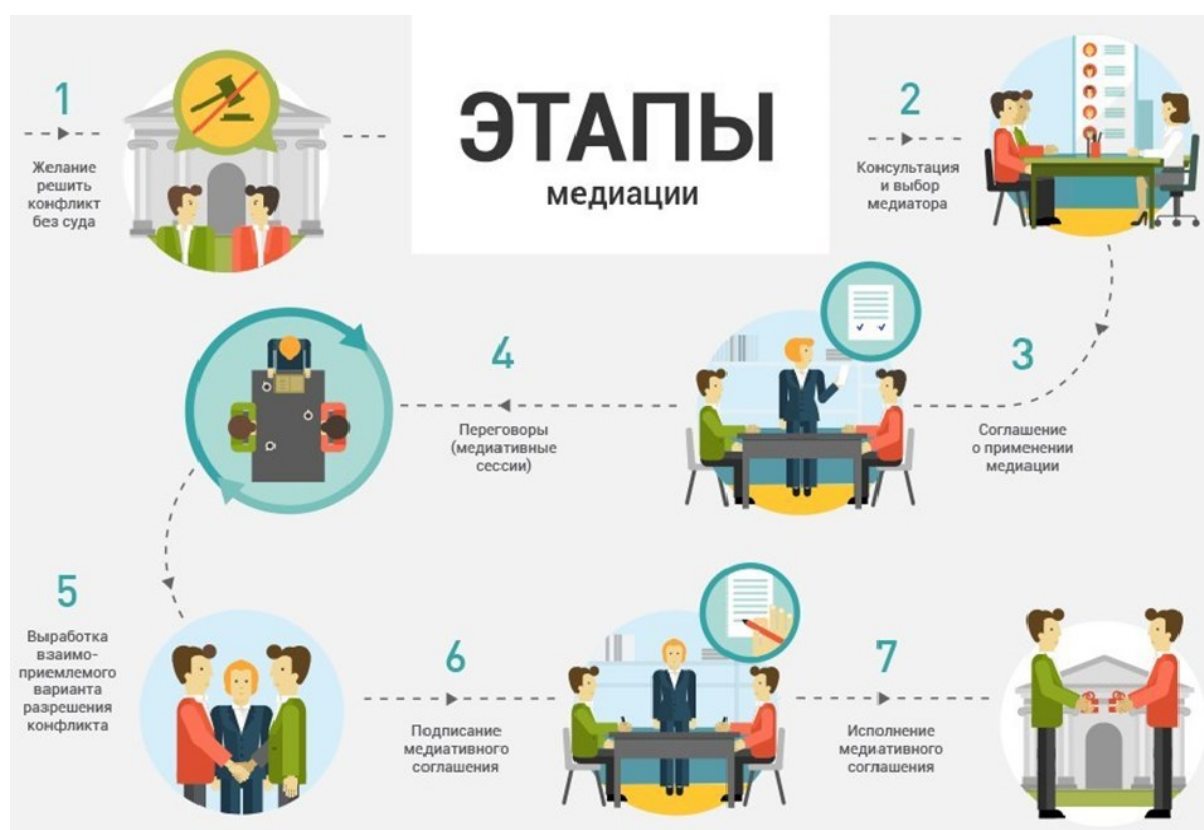 ЭТАПЫ
медиации
1
Желание
решить
конфликт
без суда
2
Консультация
и выбор
медиатора
3
Соглашение
о применении
медиации
4
Переговоры
(медиативные
сессии)
5
Выработка
взаимо-
приемлемого
варианта
разрешения
конфликта
6
Подписание
медиативного
соглашения
7
Исполнение
медиативного
соглашения